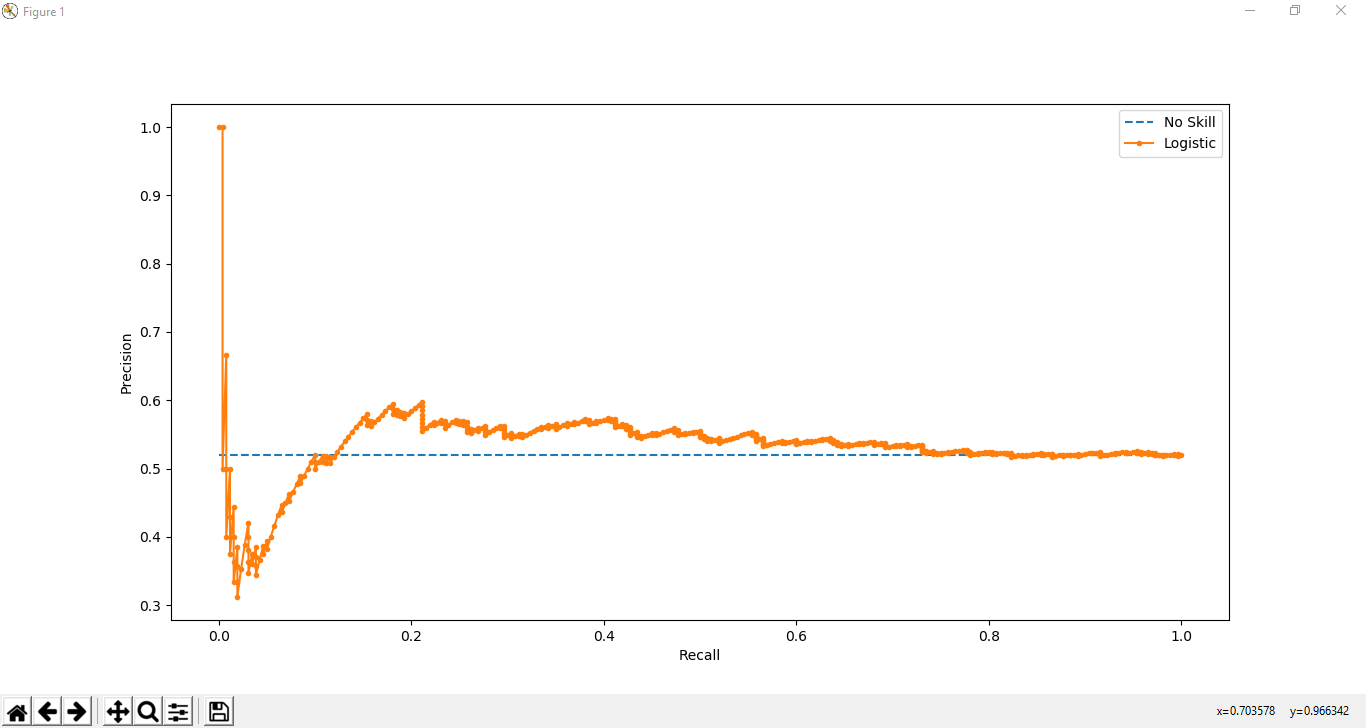 Figure 1
No Skill
Logistic
1.0
0.9
0.8
0.7
0.6
0.5
0.4
0.3
Precision
0.0 0.2 0.4 0.6 0.8 1.0
Recall
x=0.703578 y=0.966342